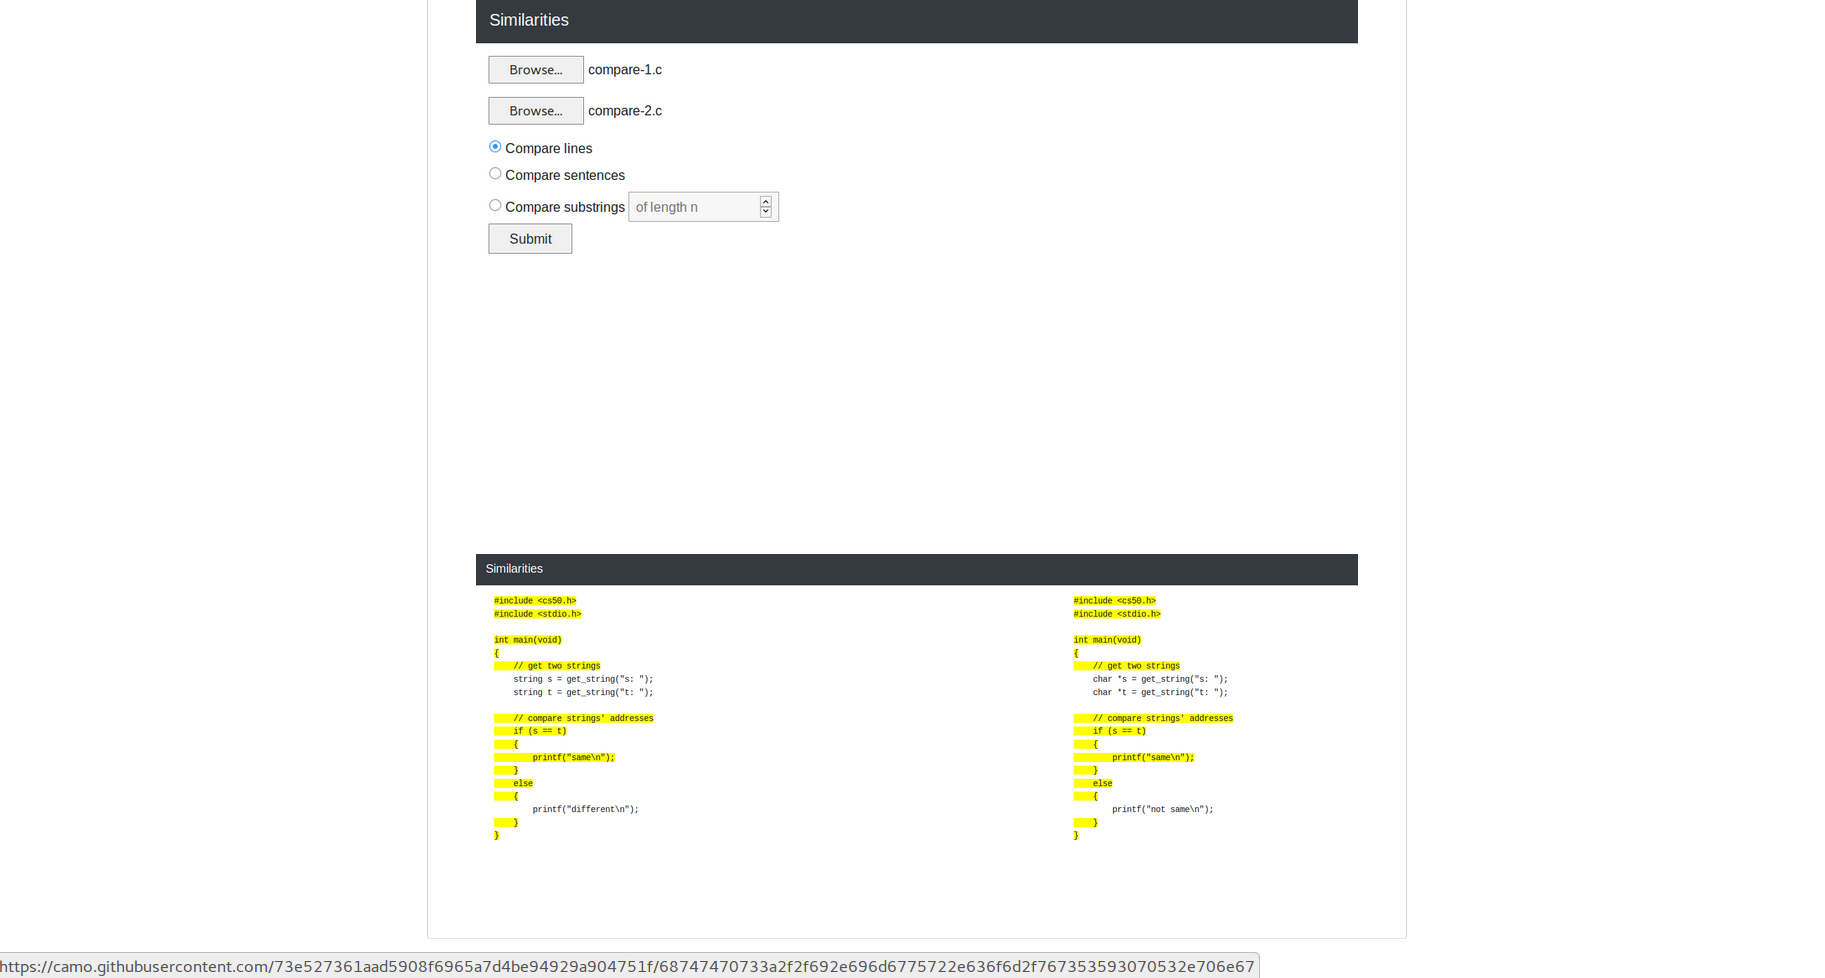 Similarities
Browse... compare-1.c
Browse... compare-2.c
Compare lines
Compare sentences
Compare substrings of length n
Submit
Similarities
#include <cs50.h>
#include <stdio.h>
int main(void)
{
    // get two strings
    string s = get_string("s: ");
    string t = get_string("t: ");
    // compare strings' addresses
    if (s == t)
    {
        printf("same\n");
    }
    else
    {
        printf("different\n");
    }
}
#include <cs50.h>
#include <stdio.h>
int main(void)
{
    // get two strings
    char *s = get_string("s: ");
    char *t = get_string("t: ");
    // compare strings' addresses
    if (s == t)
    {
        printf("same\n");
    }
    else
    {
        printf("not same\n");
    }
}
https://camo.githubusercontent.com/73e527361aad5908f6965a7d4be94929a904751f/68747470733a2f2f692e696d6775722e636f6d2f767353593070532e706e67